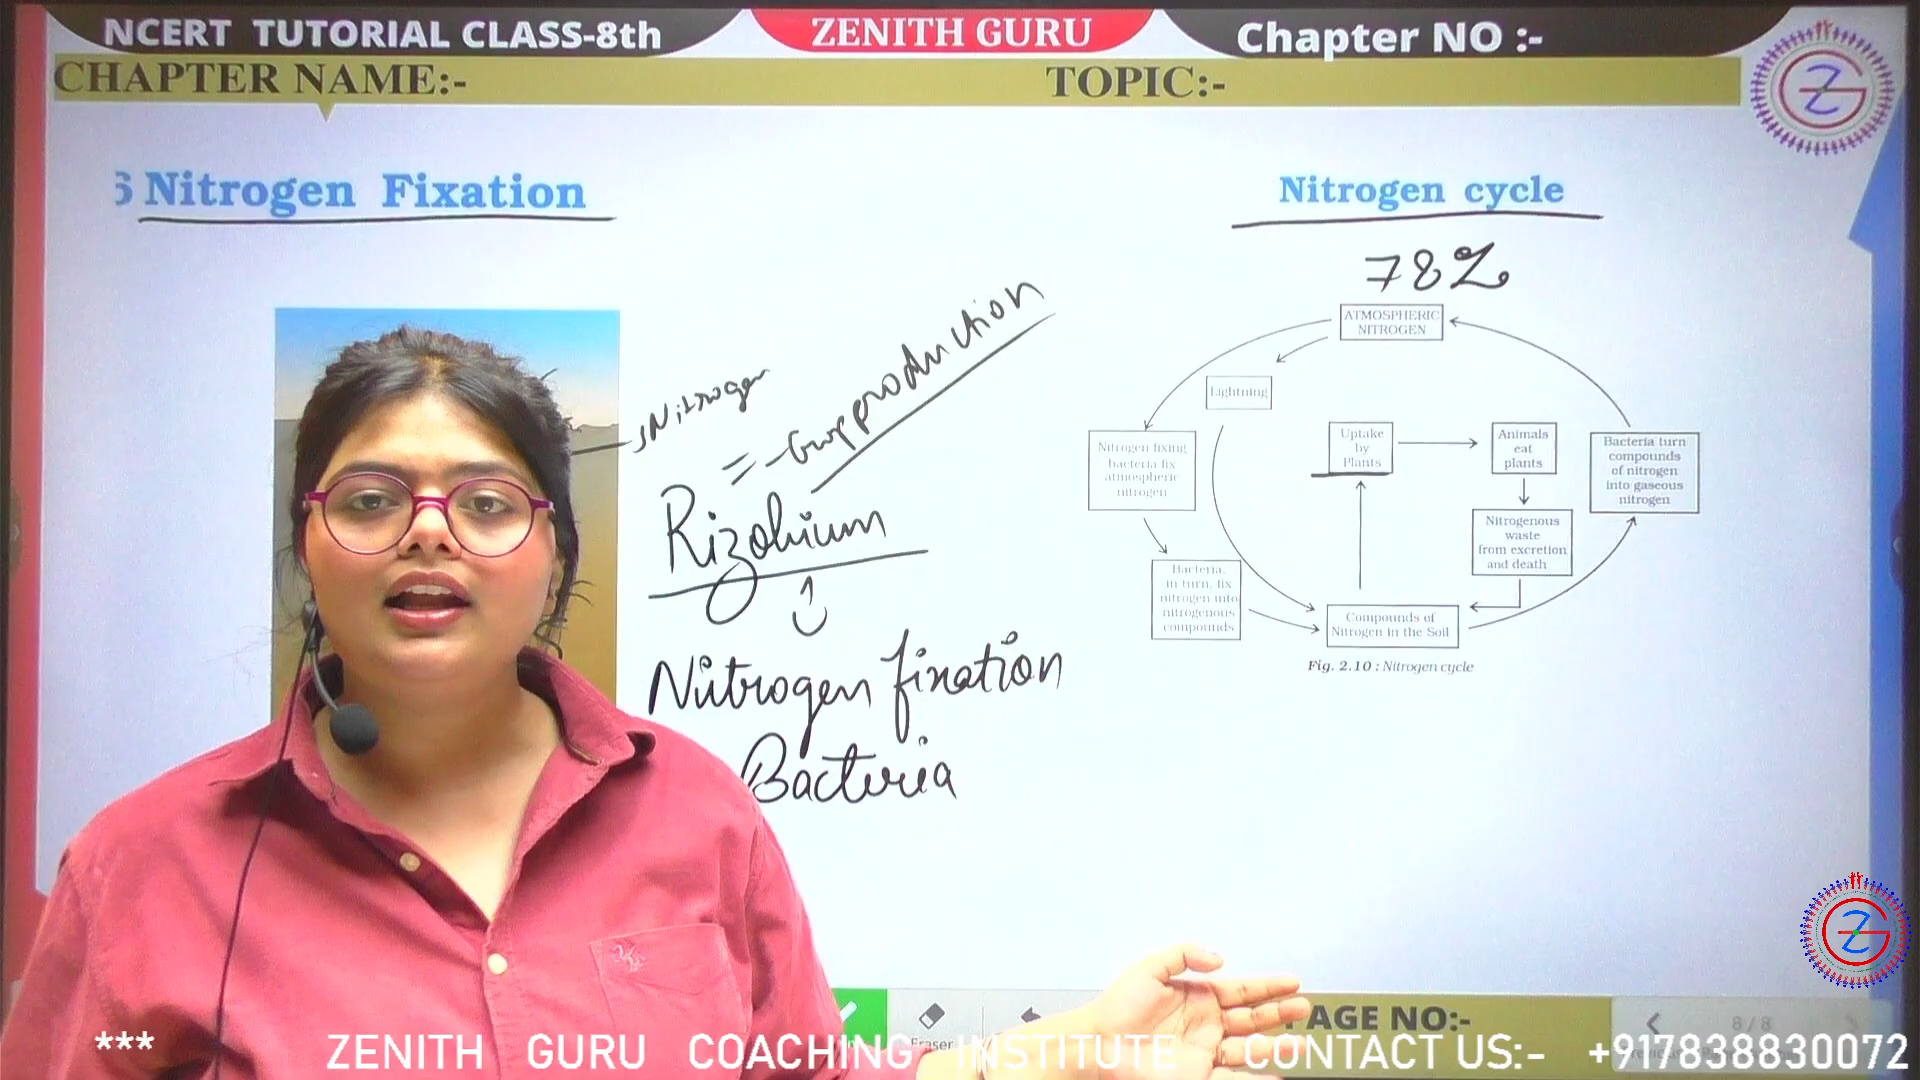 NCERT TUTORIAL CLASS-8th
ZENITH GURU
Chapter NO :-
CHAPTER NAME:-
TOPIC:-
Nitrogen Fixation
Nitrogen cycle
78%
Nitrogen
= production
Rizobium
Nitrogen fixation
Bacteria
ATMOSPHERIC
NITROGEN
Lightning
Nitrogen fixing
bacteria fix
atmospheric
nitrogen
Uptake
by
Plants
Animals
eat
plants
Bacteria turn
compounds
of nitrogen
into gaseous
nitrogen
Nitrogenous
waste
from excretion
and death
Bacteria,
in turn, fix
nitrogen into
nitrogenous
compounds
Compounds of
Nitrogen in the Soil
Fig. 2.10 : Nitrogen cycle
Eraser
PAGE NO:-
8/8
*** ZENITH GURU COACHING INSTITUTE CONTACT US:- +917838830072